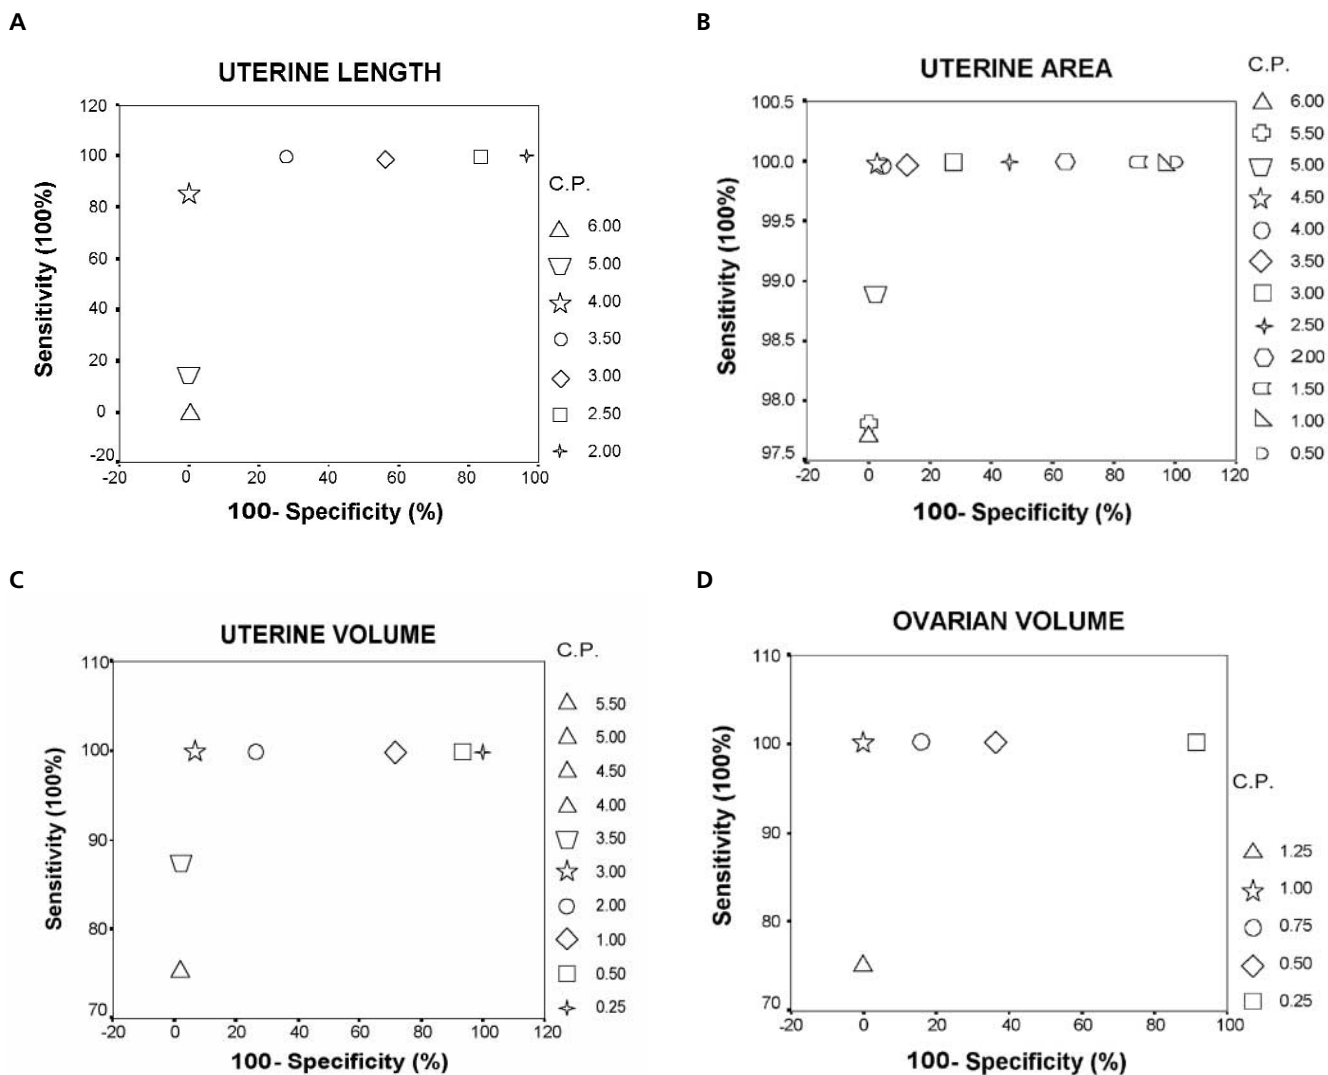 A
UTERINE LENGTH
120
100
80
60
40
20
0
-20
-20 0 20 40 60 80 100
Sensitivity (100%)
100- Specificity (%)
C.P.
6.00
5.00
4.00
3.50
3.00
2.50
2.00
B
UTERINE AREA
100.5
100.0
99.5
99.0
98.5
98.0
97.5
-20 0 20 40 60 80 100 120
Sensitivity (100%)
100- Specificity (%)
C.P.
6.00
5.50
5.00
4.50
4.00
3.50
3.00
2.50
2.00
1.50
1.00
0.50
C
UTERINE VOLUME
110
100
90
80
70
-20 0 20 40 60 80 100 120
Sensitivity (100%)
100- Specificity (%)
C.P.
5.50
5.00
4.50
4.00
3.50
3.00
2.00
1.00
0.50
0.25
D
OVARIAN VOLUME
110
100
90
80
70
-20 0 20 40 60 80 100
Sensitivity (100%)
100- Specificity (%)
C.P.
1.25
1.00
0.75
0.50
0.25